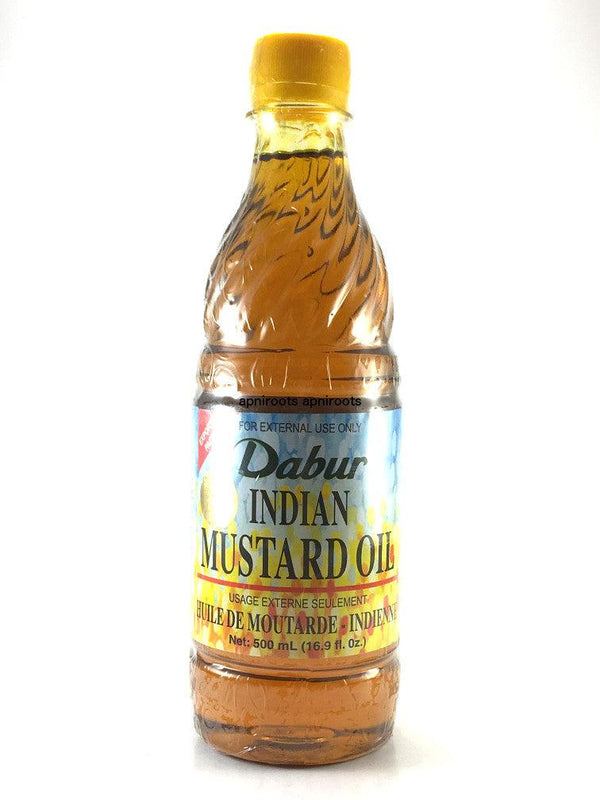 apniroots apniroots
FOR EXTERNAL USE ONLY
Dabur
INDIAN
MUSTARD OIL
USAGE EXTERNE SEULEMENT
HUILE DE MOUTARDE - INDIENNE
Net: 500 mL (16.9 fl. Oz.)